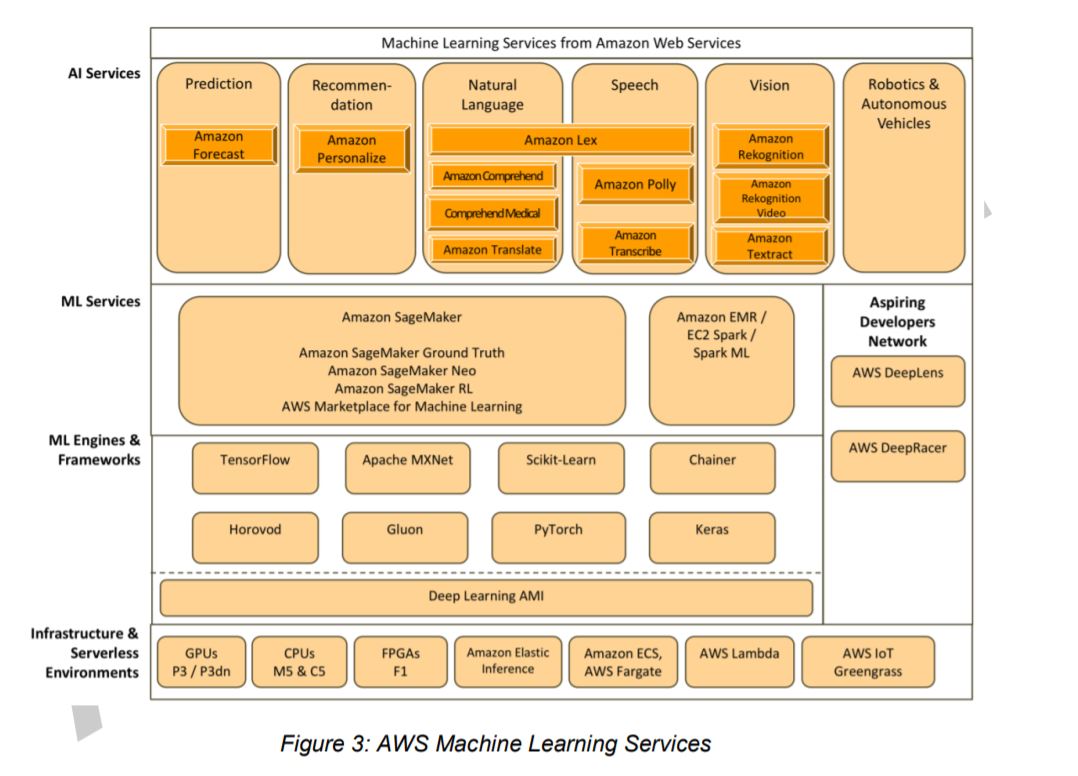 Machine Learning Services from Amazon Web Services
AI Services
Prediction
Amazon
Forecast
Recommen-
dation
Amazon
Personalize
Natural
Language
Speech
Amazon Lex
Amazon Comprehend
Comprehend Medical
Amazon Translate
Amazon Polly
Amazon
Transcribe
Vision
Amazon
Rekognition
Amazon
Rekognition
Video
Amazon
Textract
Robotics &
Autonomous
Vehicles
ML Services
Amazon SageMaker
Amazon SageMaker Ground Truth
Amazon SageMaker Neo
Amazon SageMaker RL
AWS Marketplace for Machine Learning
Amazon EMR /
EC2 Spark /
Spark ML
Aspiring
Developers
Network
AWS DeepLens
AWS DeepRacer
ML Engines &
Frameworks
TensorFlow
Apache MXNet
Scikit-Learn
Chainer
Horovod
Gluon
PyTorch
Keras
Deep Learning AMI
Infrastructure &
Serverless
Environments
GPUs
P3 / P3dn
CPUs
M5 & C5
FPGAs
F1
Amazon Elastic
Inference
Amazon ECS,
AWS Fargate
AWS Lambda
AWS IoT
Greengrass
Figure 3: AWS Machine Learning Services